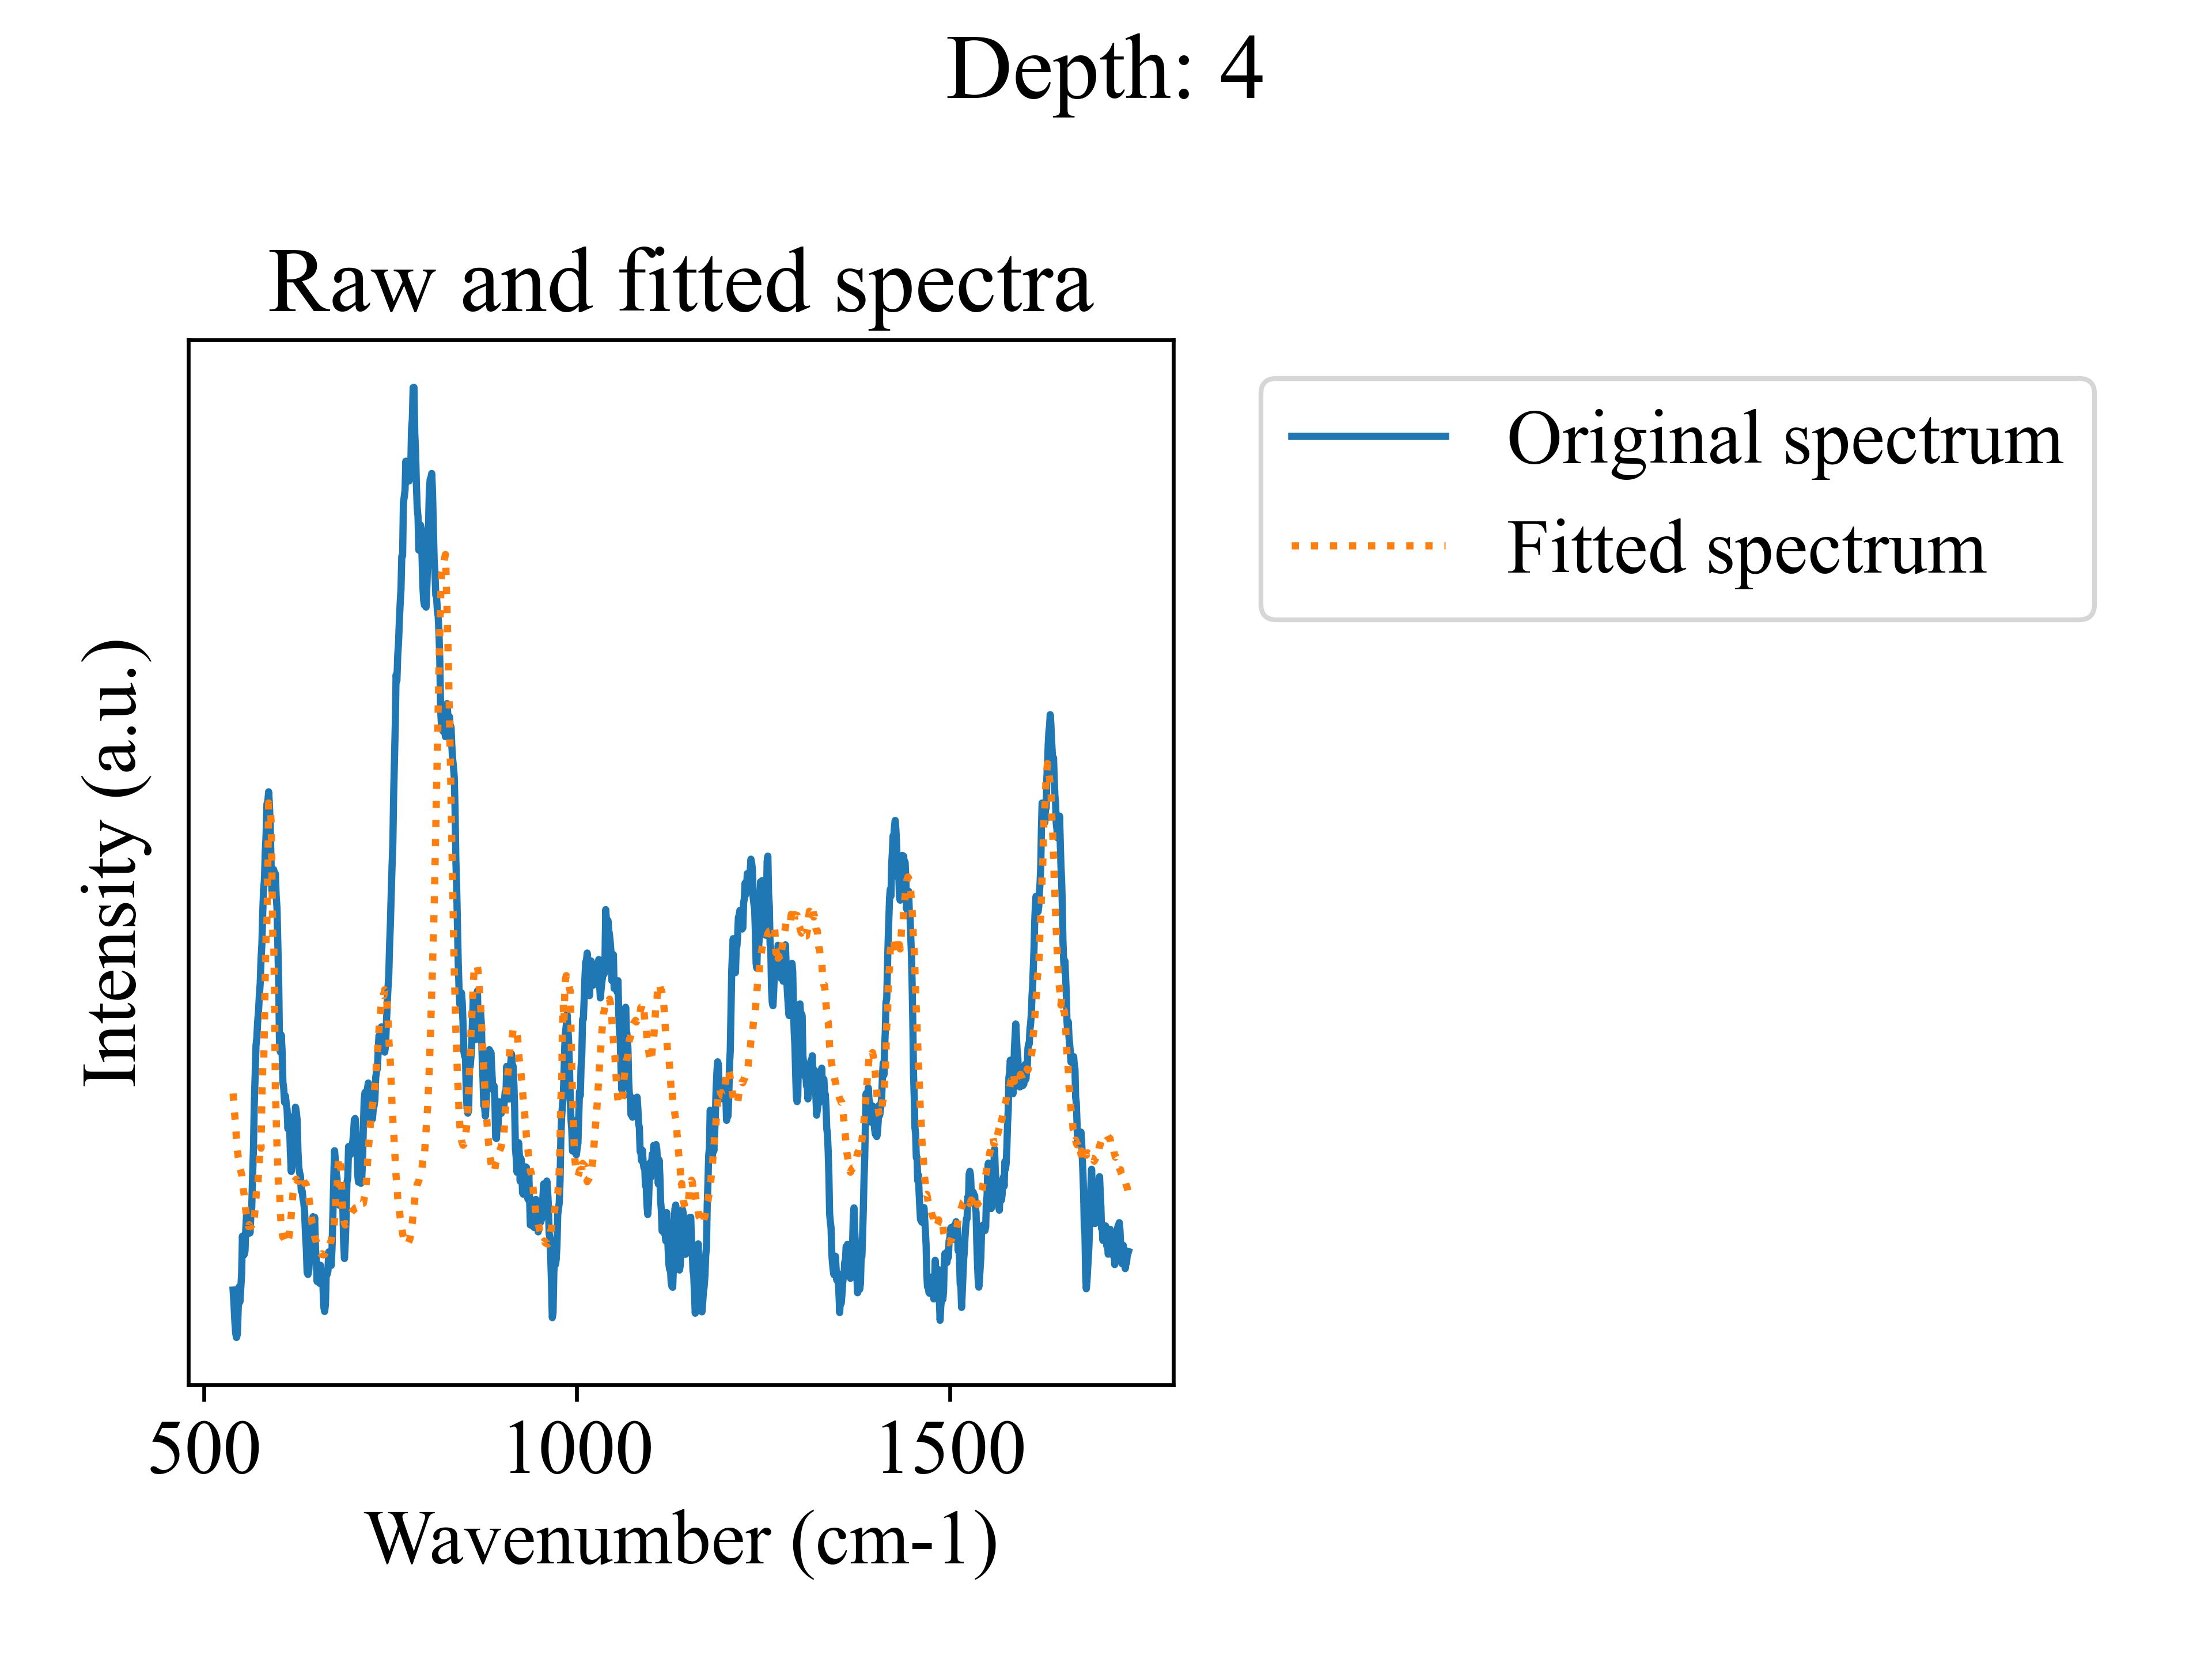 Depth: 4
Raw and fitted spectra
Original spectrum
Fitted spectrum
Intensity (a.u.)
500 1000 1500
Wavenumber (cm-1)